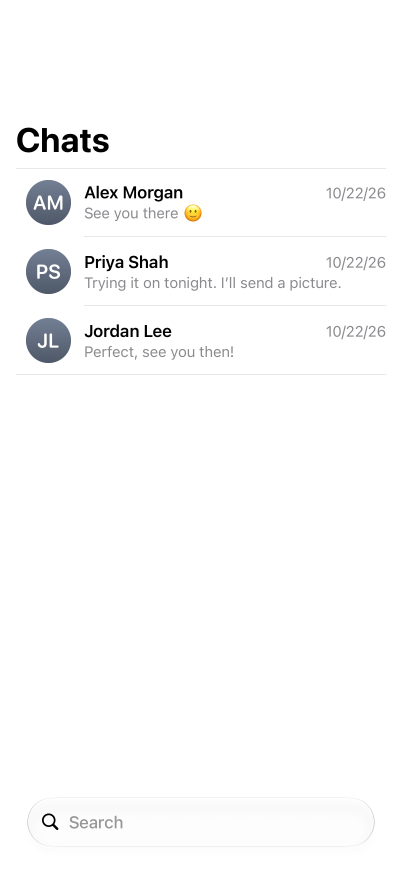 Chats
AM
Alex Morgan 10/22/26
See you there 🙂
PS
Priya Shah 10/22/26
Trying it on tonight. I’ll send a picture.
JL
Jordan Lee 10/22/26
Perfect, see you then!
Search